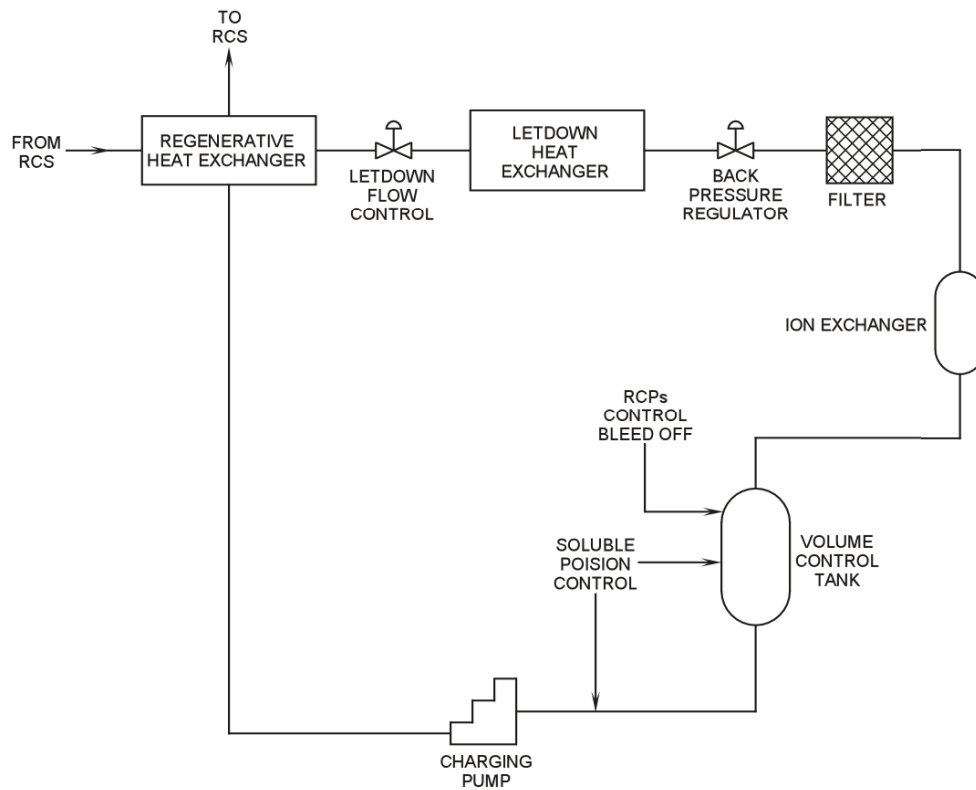 TO
RCS
FROM
RCS
REGENERATIVE
HEAT EXCHANGER
LETDOWN
FLOW
CONTROL
LETDOWN
HEAT
EXCHANGER
BACK
PRESSURE
REGULATOR
FILTER
ION EXCHANGER
RCPs
CONTROL
BLEED OFF
SOLUBLE
POISION
CONTROL
VOLUME
CONTROL
TANK
CHARGING
PUMP